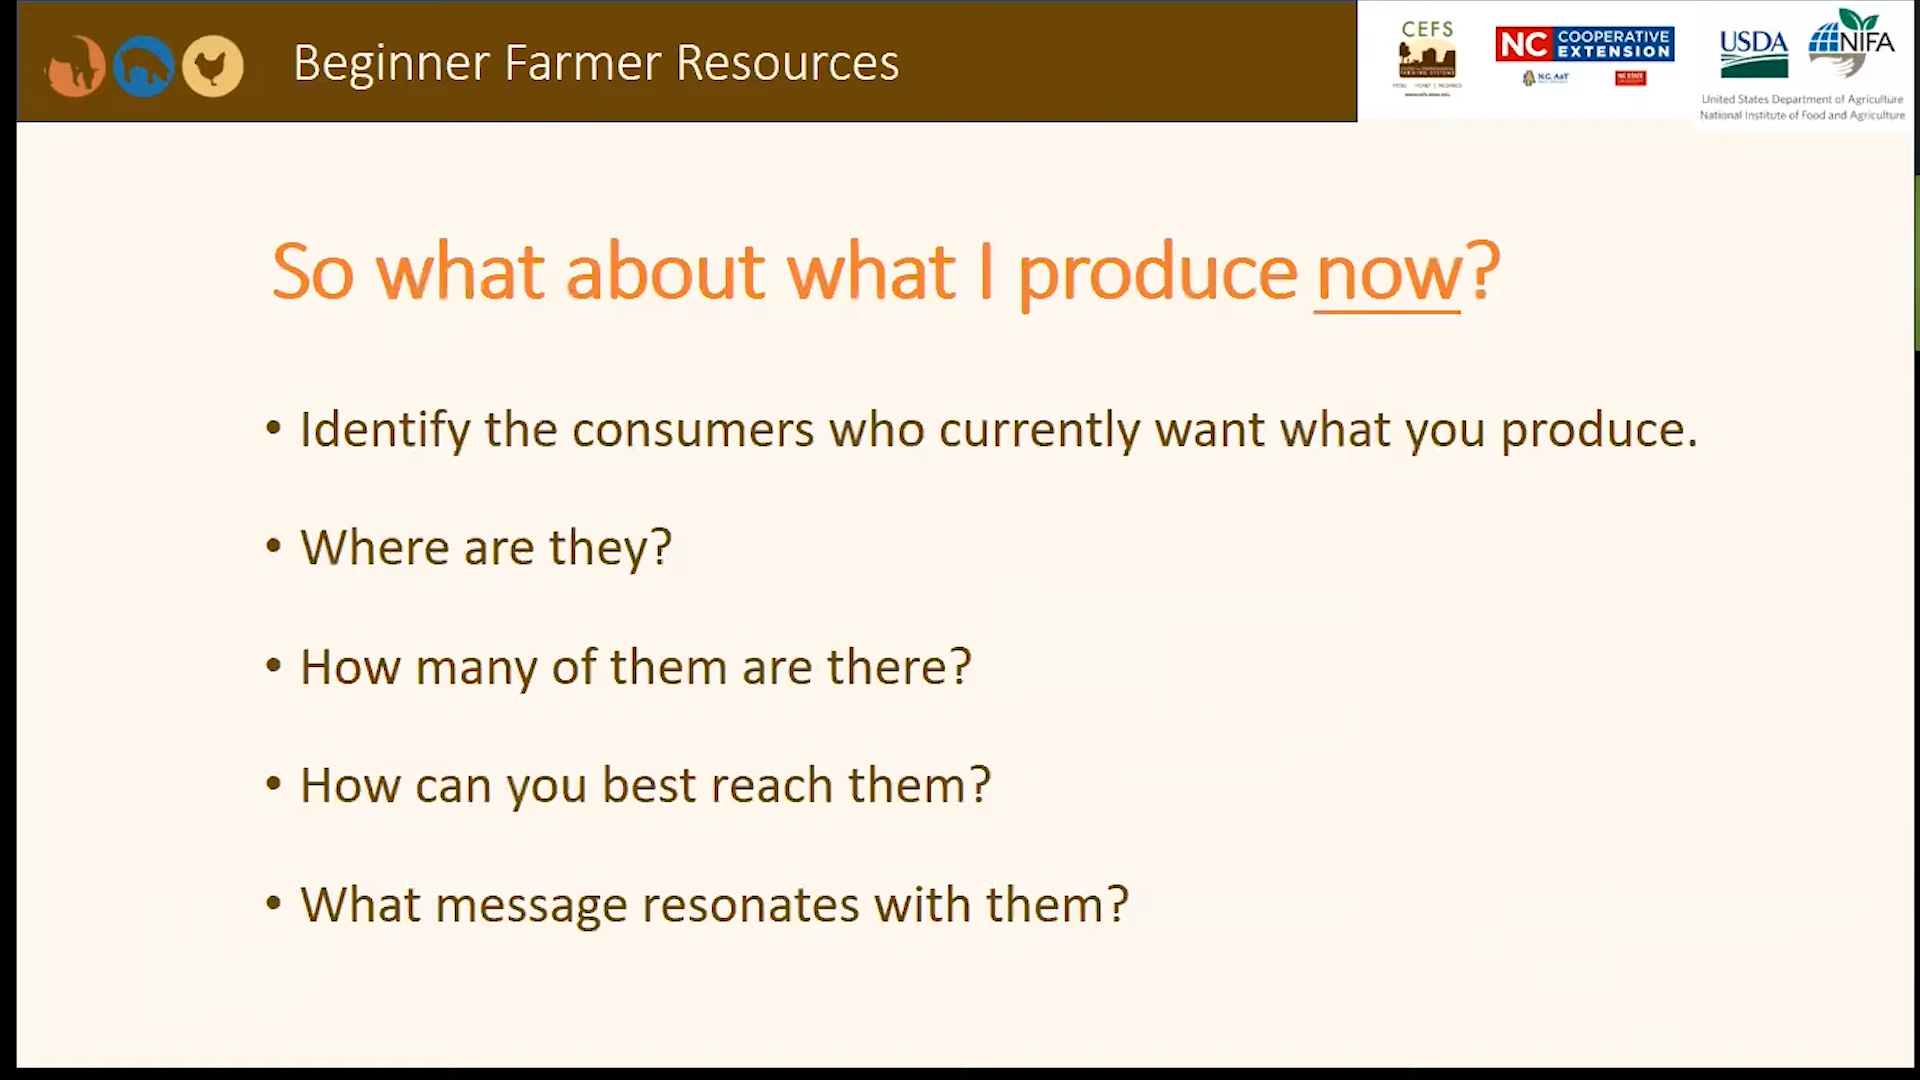 Beginner Farmer Resources
CEFS
NC COOPERATIVE
EXTENSION
N.C. A&T
NC STATE
USDA
NIFA
United States Department of Agriculture
National Institute of Food and Agriculture
So what about what I produce now?
• Identify the consumers who currently want what you produce.
• Where are they?
• How many of them are there?
• How can you best reach them?
• What message resonates with them?